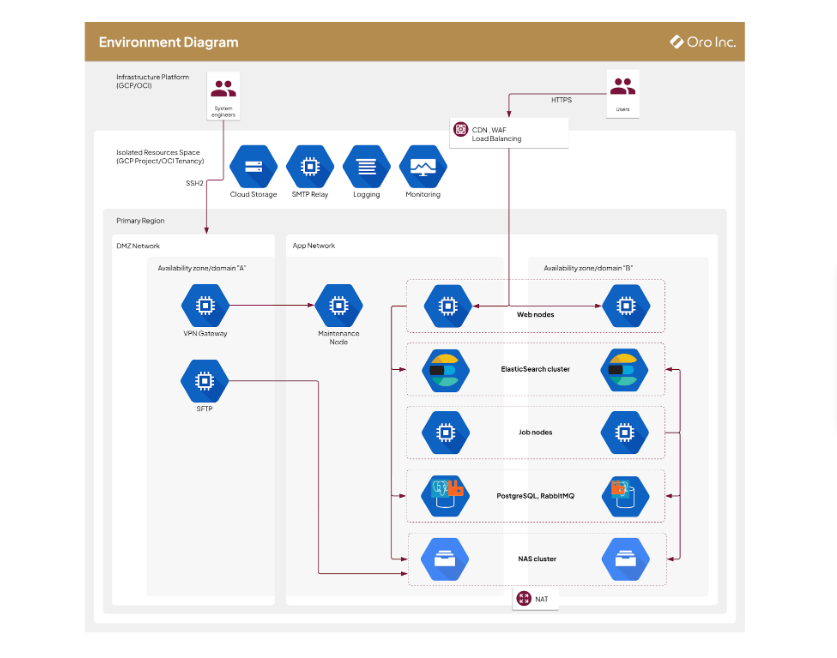 Environment Diagram
Oro Inc.
Infrastructure Platform
(GCP/OCI)
System
engineers
HTTPS
Users
CDN , WAF
Load Balancing
Isolated Resources Space
(GCP Project/OCI Tenancy)
SSH2
Cloud Storage
SMTP Relay
Logging
Monitoring
Primary Region
DMZ Network
App Network
Availability zone/domain "A"
Availability zone/domain "B"
VPN Gateway
Maintenance
Node
Web nodes
SFTP
ElasticSearch cluster
Job nodes
PostgreSQL, RabbitMQ
NAS cluster
NAT